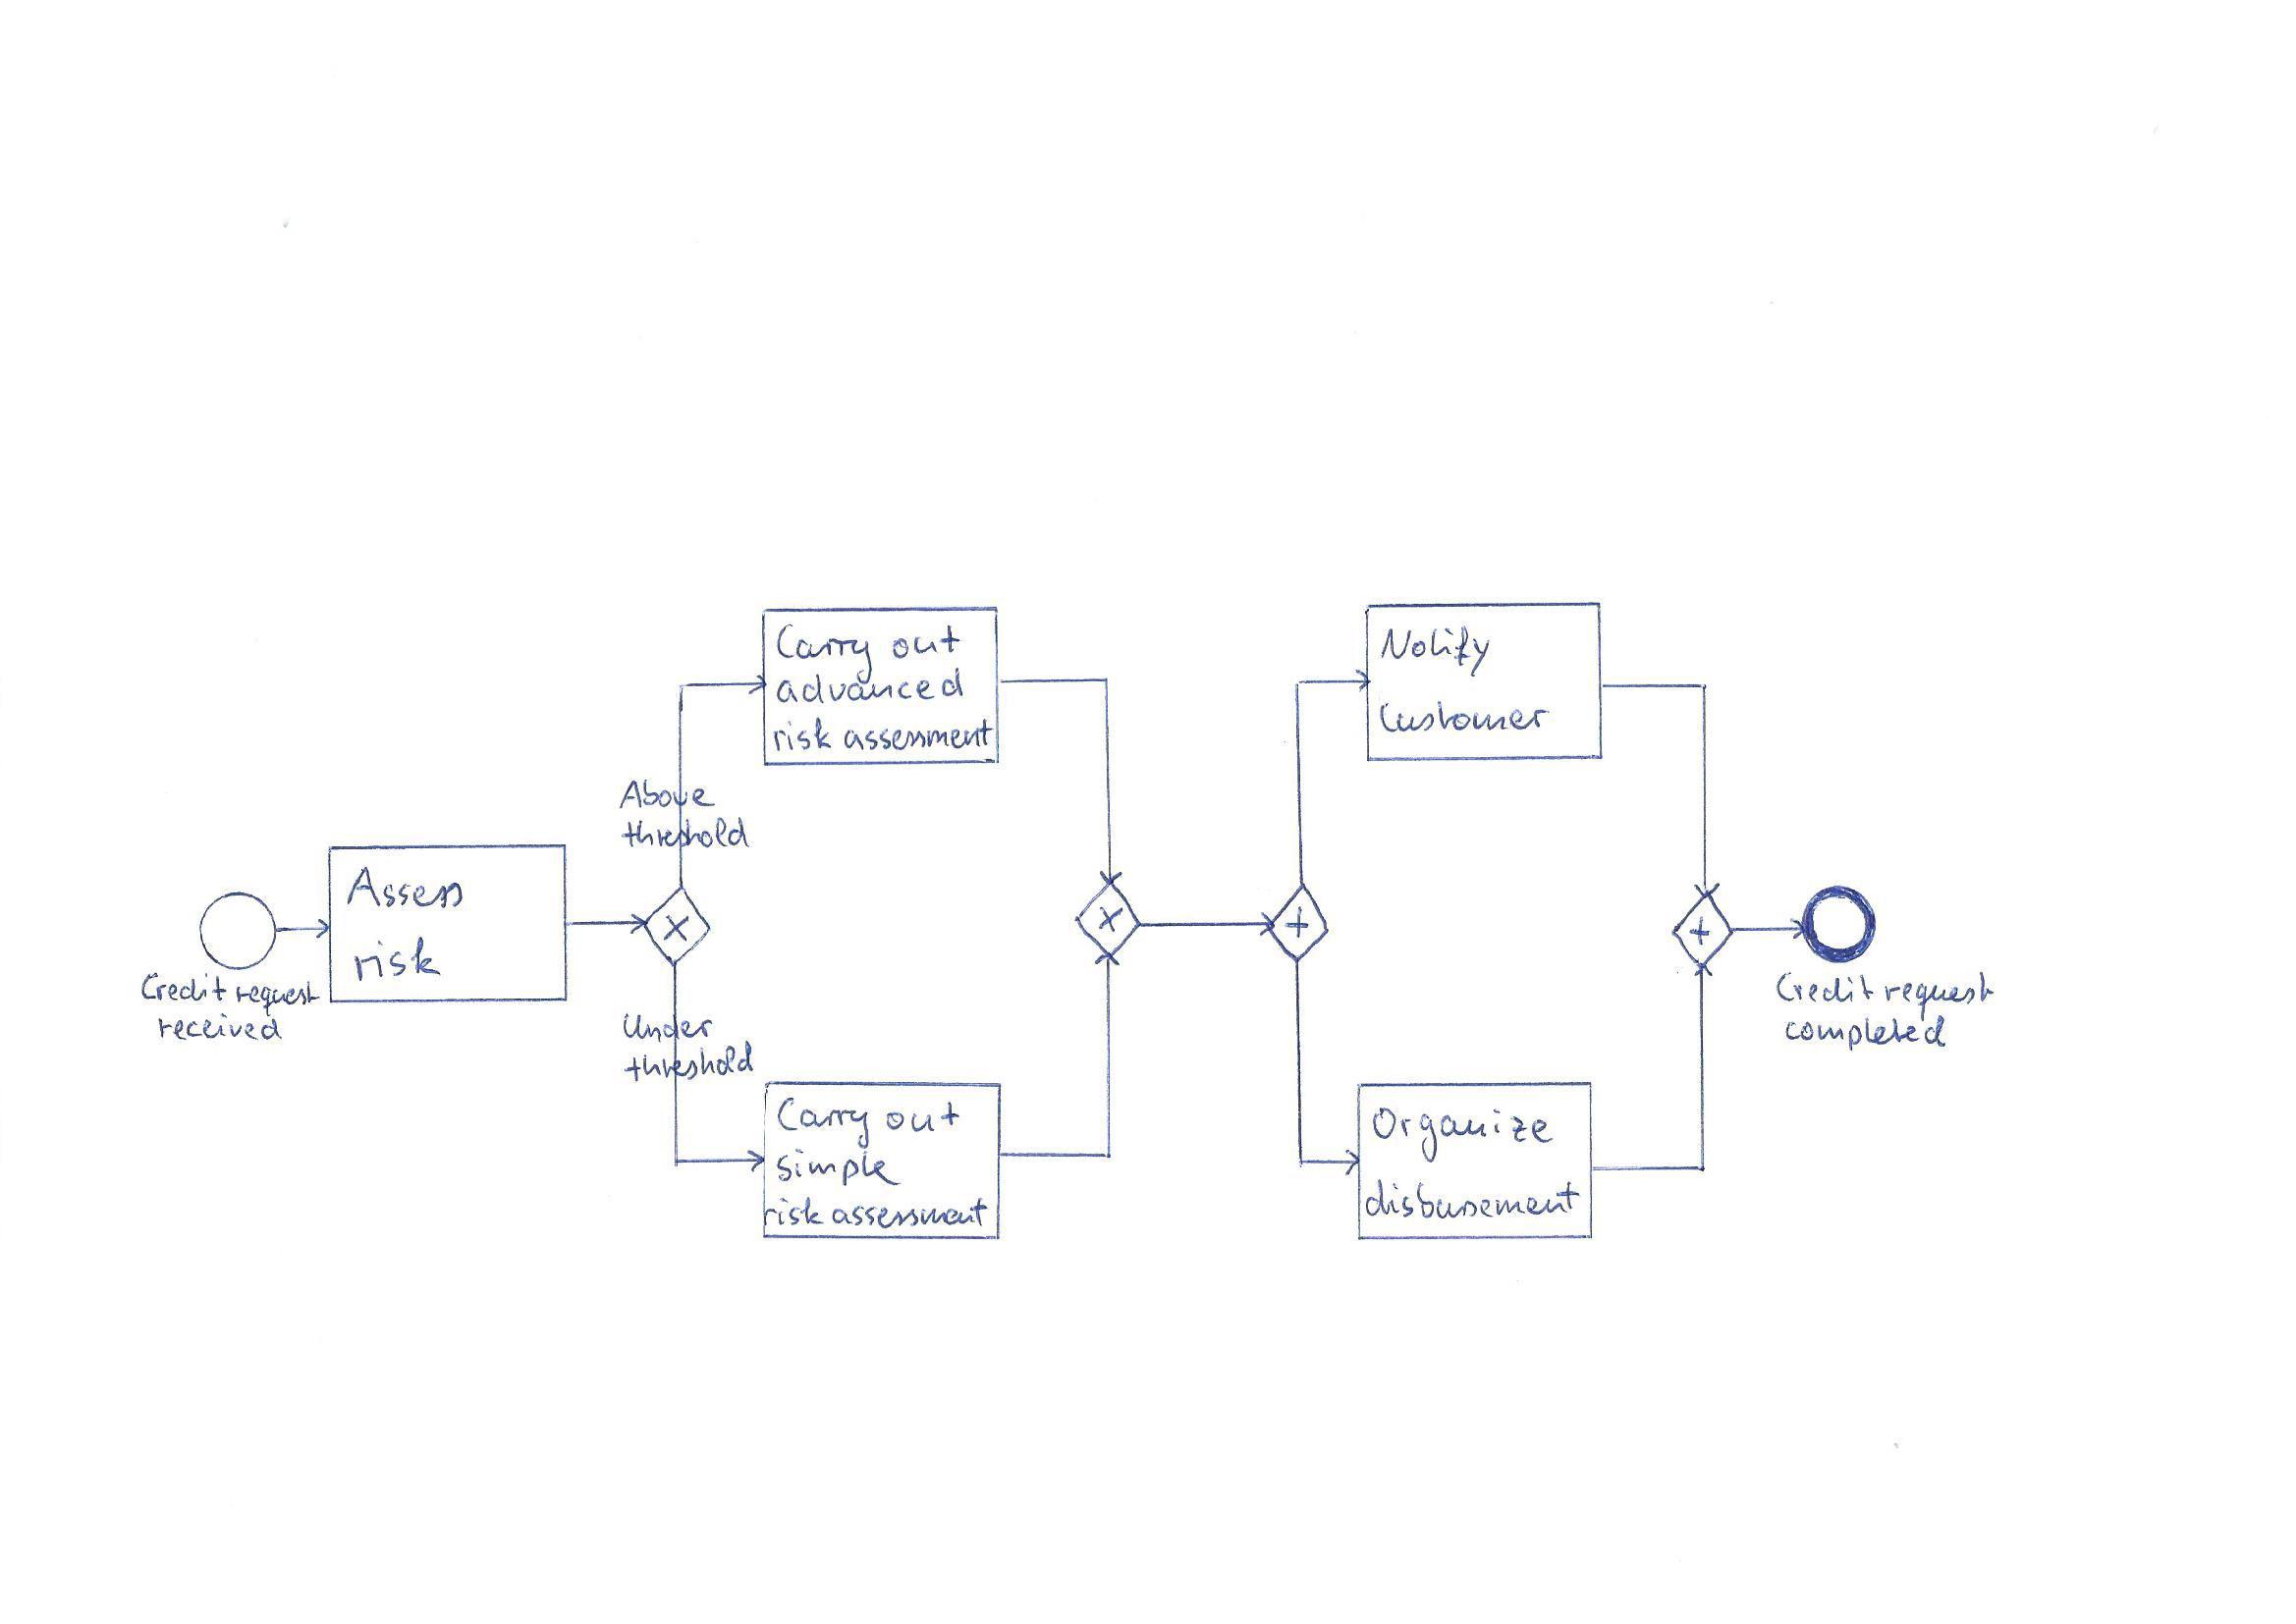 Credit request
received
Assess
risk
Above
threshold
Under
threshold
Carry out
advanced
risk assessment
Carry out
simple
risk assessment
Notify
Customer
Organize
disbusement
Credit request
completed